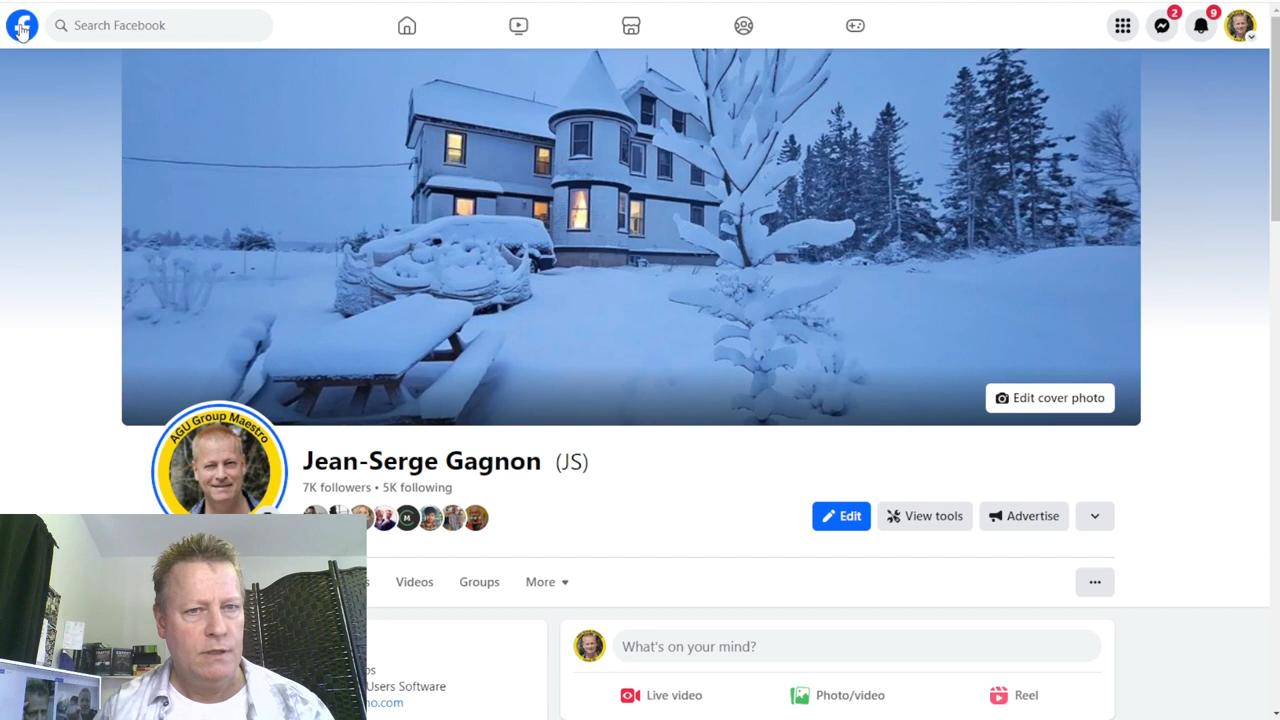 Search Facebook
2
9
Edit cover photo
AGU Group Maestro
Jean-Serge Gagnon (JS)
7K followers • 5K following
M
Edit
View tools
Advertise
Videos
Groups
More
What's on your mind?
Users Software
Live video
Photo/video
Reel